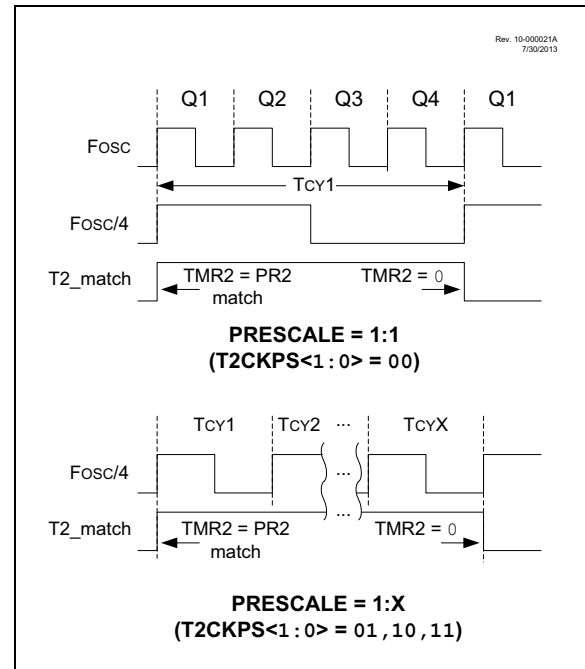 Rev. 10-000021A
7/30/2013
Q1 Q2 Q3 Q4 Q1
FOSC
TCY1
FOSC/4
T2_match
TMR2 = PR2
match
TMR2 = 0
PRESCALE = 1:1
(T2CKPS<1:0> = 00)
TCY1 TCY2 ... TCYX
FOSC/4
...
T2_match
...
TMR2 = PR2
match
TMR2 = 0
PRESCALE = 1:X
(T2CKPS<1:0> = 01,10,11)